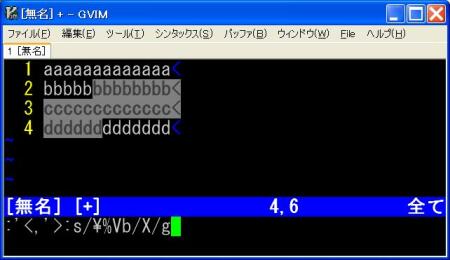 [無名] + - GVIM
ファイル(F) 編集(E) ツール(T) シンタックス(S) バッファ(B) ウィンドウ(W) File ヘルプ(H)
1 [無名]
1 aaaaaaaaaaaaa<
2 bbbbbbbbbbbbb<
3 ccccccccccccc<
4 ddddddddddddd<
~
~
~
[無名] [+] 4,6 全て
:'<,'>:s/¥%Vb/X/g